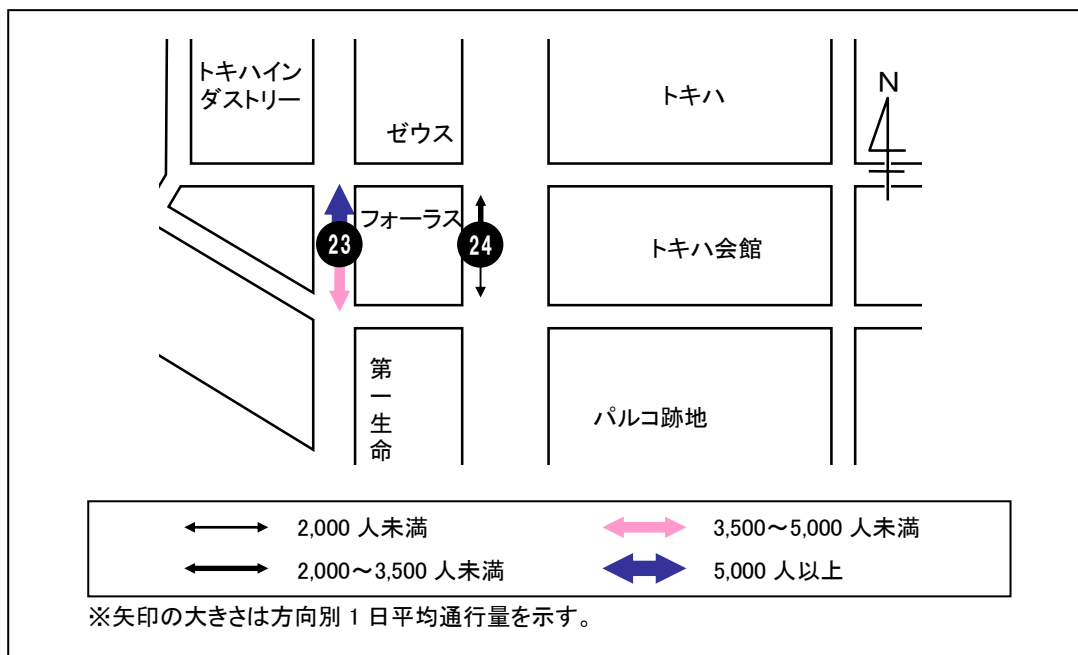 トキハイン
ダストリー
ゼウス
トキハ
N
フォーラス
23
24
トキハ会館
第一生命
パルコ跡地
2,000 人未満
3,500～5,000 人未満
2,000～3,500 人未満
5,000 人以上
※矢印の大きさは方向別 1 日平均通行量を示す。